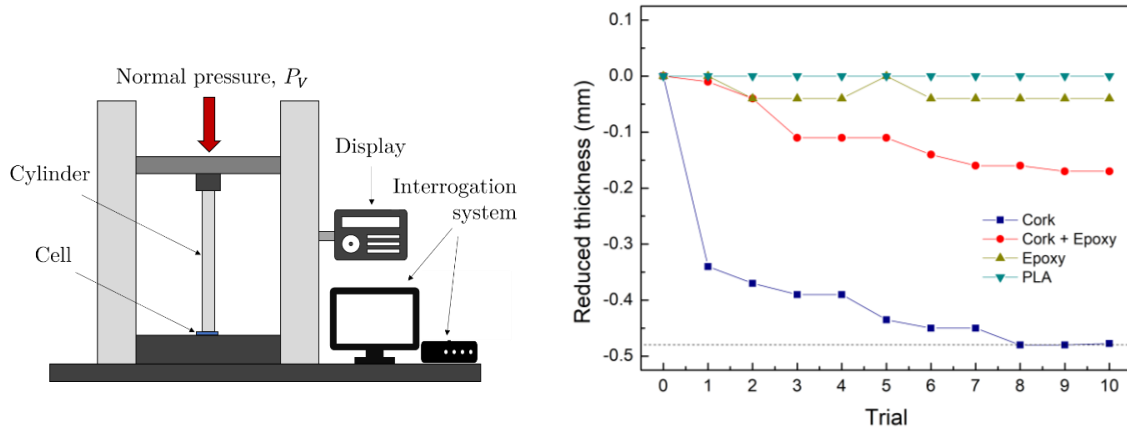 Normal pressure, P_V
Display
Cylinder
Interrogation
system
Cell
0.1
0.0
-0.1
-0.2
-0.3
-0.4
-0.5
Reduced thickness (mm)
Cork
Cork + Epoxy
Epoxy
PLA
0 1 2 3 4 5 6 7 8 9 10
Trial